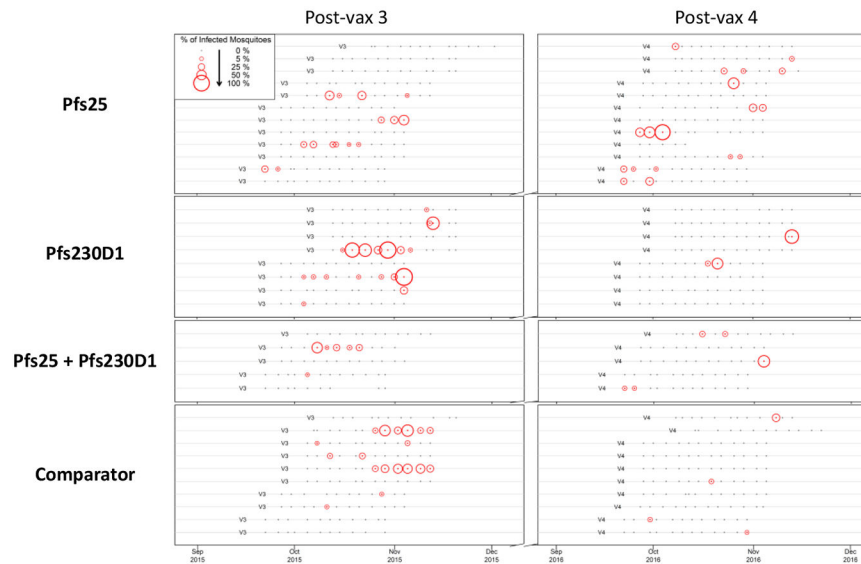 Post-vax 3 Post-vax 4
% of Infected Mosquitoes
0 %
5 %
25 %
50 %
100 %
Pfs25
V3 V4
V3 V4
V3 V4
V3 V4
V3 V4
V3 V4
V3 V4
V3 V4
V3 V4
V3 V4
V3 V4
V3 V4
Pfs230D1
V3 V4
V3 V4
V3 V4
V3 V4
V3 V4
V3 V4
V3 V4
V3 V4
Pfs25 + Pfs230D1
V3 V4
V3 V4
V3 V4
V3 V4
V3 V4
Comparator
V3 V4
V3 V4
V3 V4
V3 V4
V3 V4
V3 V4
V3 V4
V3 V4
V3 V4
V3 V4
Sep Oct Nov Dec Sep Oct Nov Dec
2015 2015 2015 2015 2016 2016 2016 2016